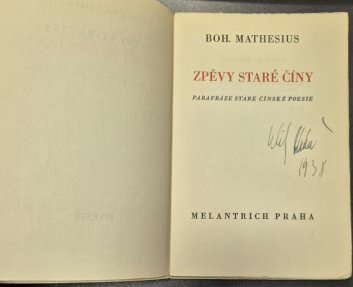 BOH. MATHESIUS
ZPĚVY STARÉ ČÍNY
PARAFRÁZE STARÉ ČÍNSKÉ POESIE
1938
MELANTRICH PRAHA